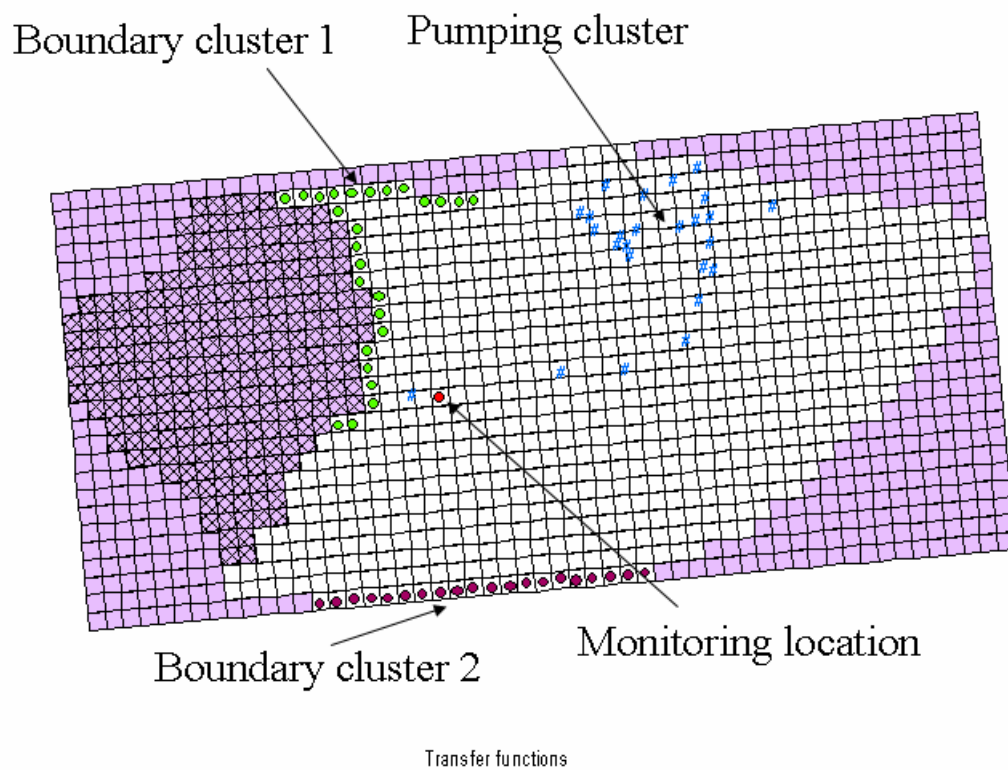 Boundary cluster 1
Pumping cluster
Monitoring location
Boundary cluster 2
Transfer functions